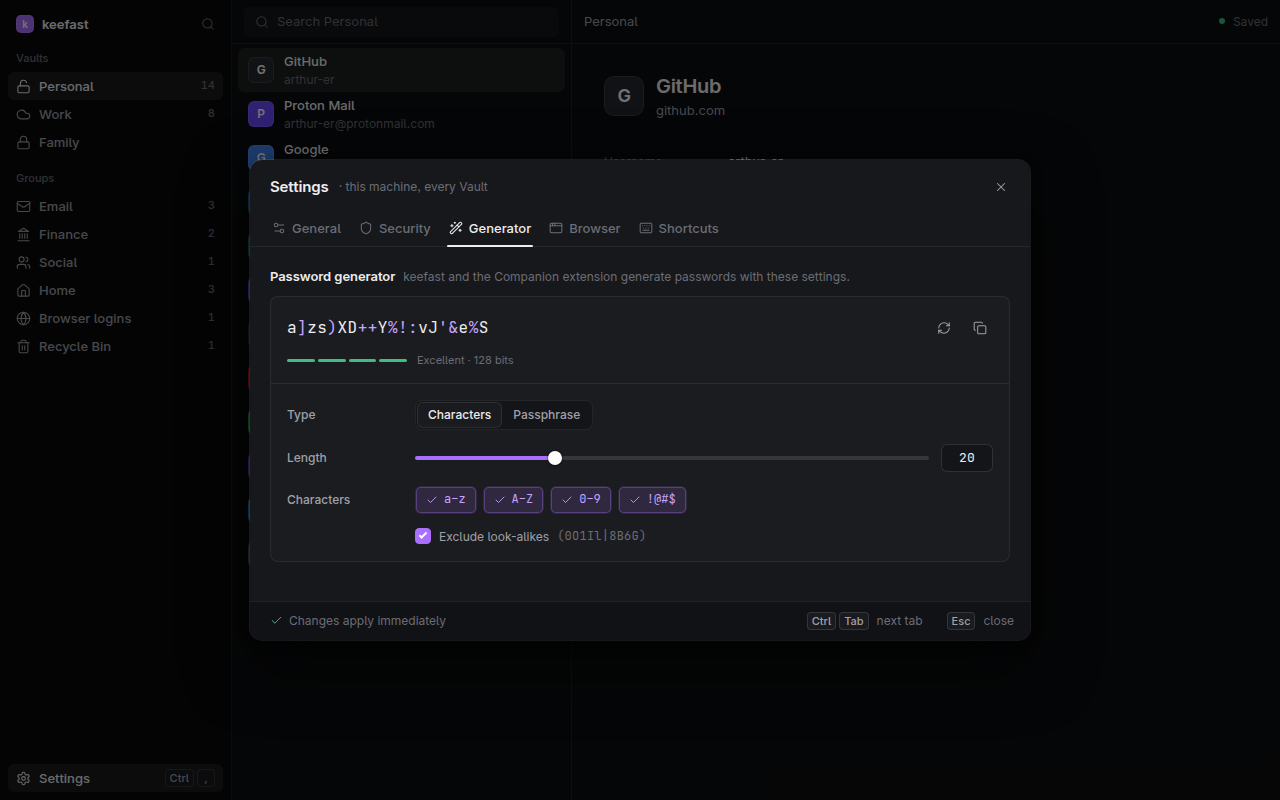 k keefast
Vaults
Personal 14
Work 8
Family
Groups
Email 3
Finance 2
Social 1
Home 3
Browser logins 1
Recycle Bin 1
Settings Ctrl ,
Search Personal
G GitHub
arthur-er
P Proton Mail
arthur-er@protonmail.com
G Google
Personal
Saved
G GitHub
github.com
Username arthur-er
Settings · this machine, every Vault
General Security Generator Browser Shortcuts
Password generator keefast and the Companion extension generate passwords with these settings.
a]zs)XD++Y%!:vJ'&e%S
Excellent · 128 bits
Type Characters Passphrase
Length 20
Characters a-z A-Z 0-9 !@#$
Exclude look-alikes (0O1Il|8B6G)
Changes apply immediately Ctrl Tab next tab Esc close